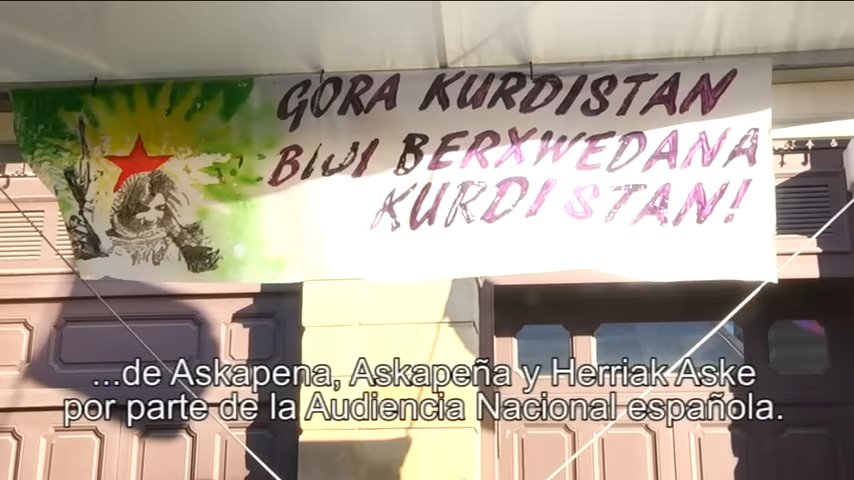 GORA KURDISTAN
BIJI BERXWEDANA
KURDISTAN!
...de Askapena, Askapeña y Herriak Aske
por parte de la Audiencia Nacional española.